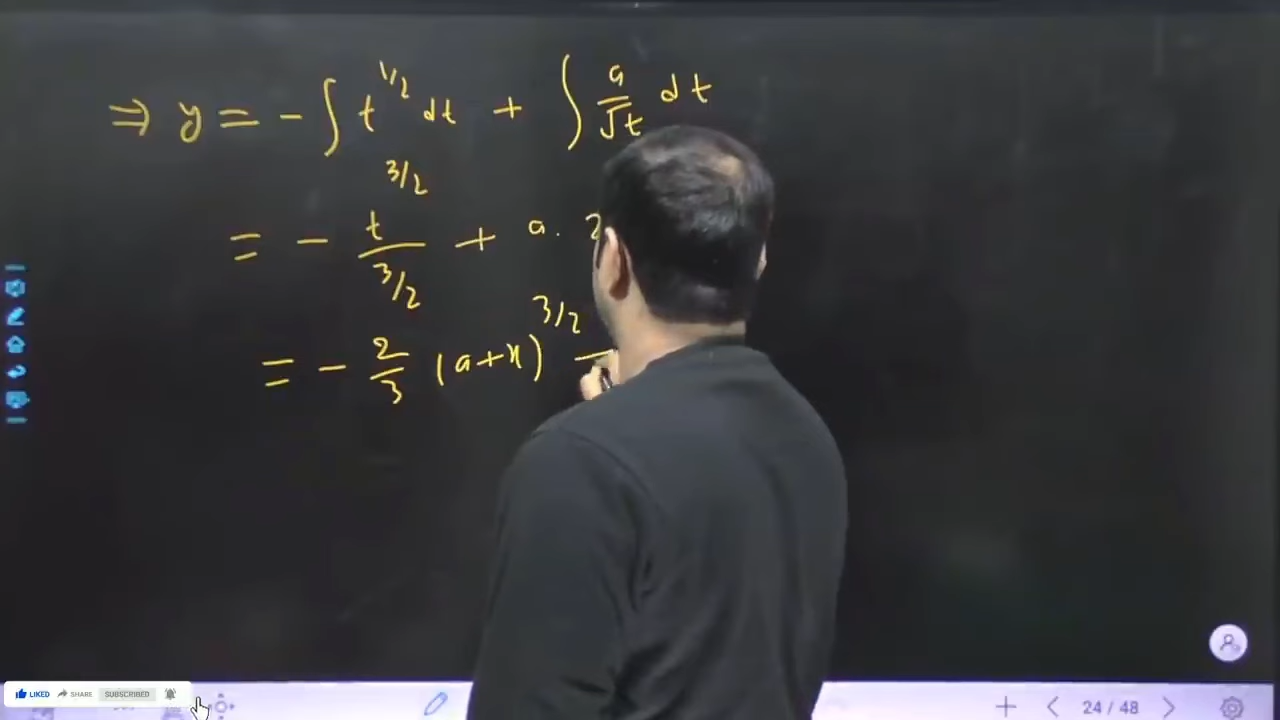 ⇒ y = - ∫ t^1/2 dt + ∫ a/√t dt
= - t^3/2 / 3/2 + a . 2
= - 2/3 (a+x)^3/2
LIKED SHARE SUBSCRIBED
24 / 48